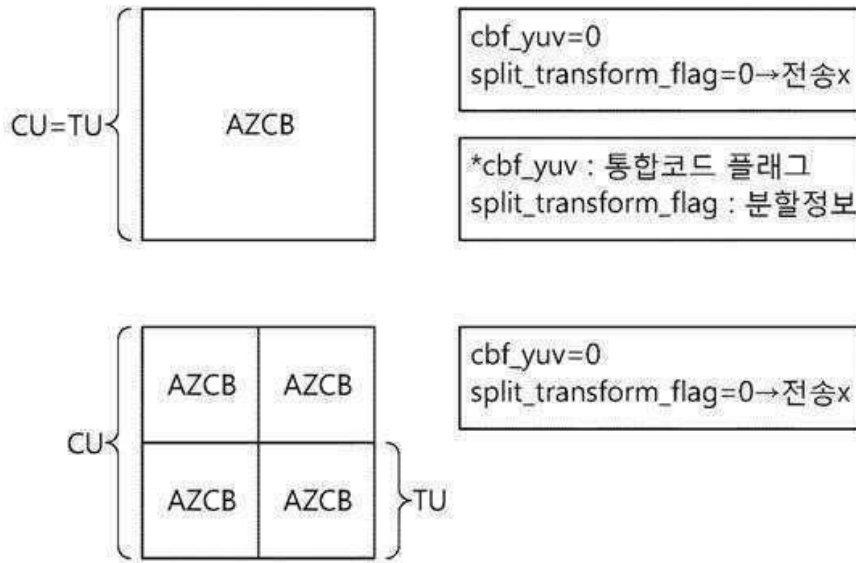 CU=TU
AZCB
cbf_yuv=0
split_transform_flag=0→전송x
*cbf_yuv : 통합코드 플래그
split_transform_flag : 분할정보
CU
AZCB AZCB
AZCB AZCB
TU
cbf_yuv=0
split_transform_flag=0→전송x